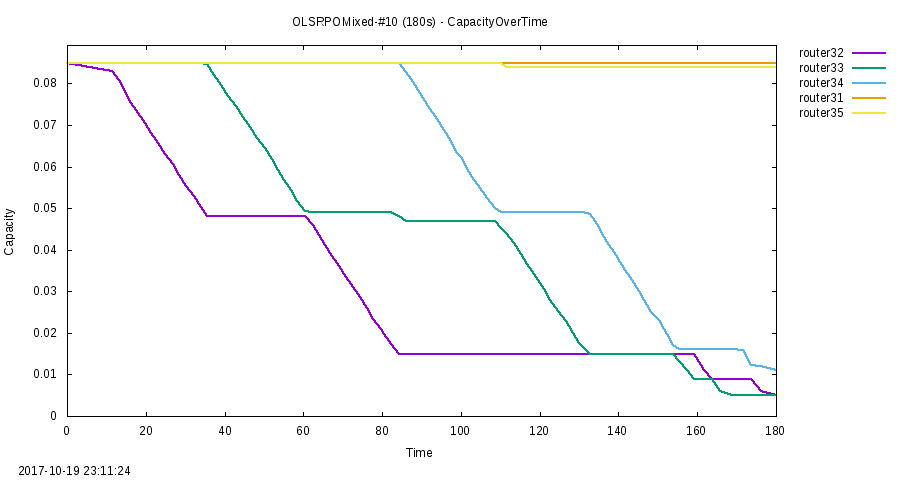 OLSRPOMixed-#10 (180s) - CapacityOverTime
router32
router33
router34
router31
router35
0.08
0.07
0.06
0.05
0.04
0.03
0.02
0.01
0
Capacity
0 20 40 60 80 100 120 140 160 180
Time
2017-10-19 23:11:24